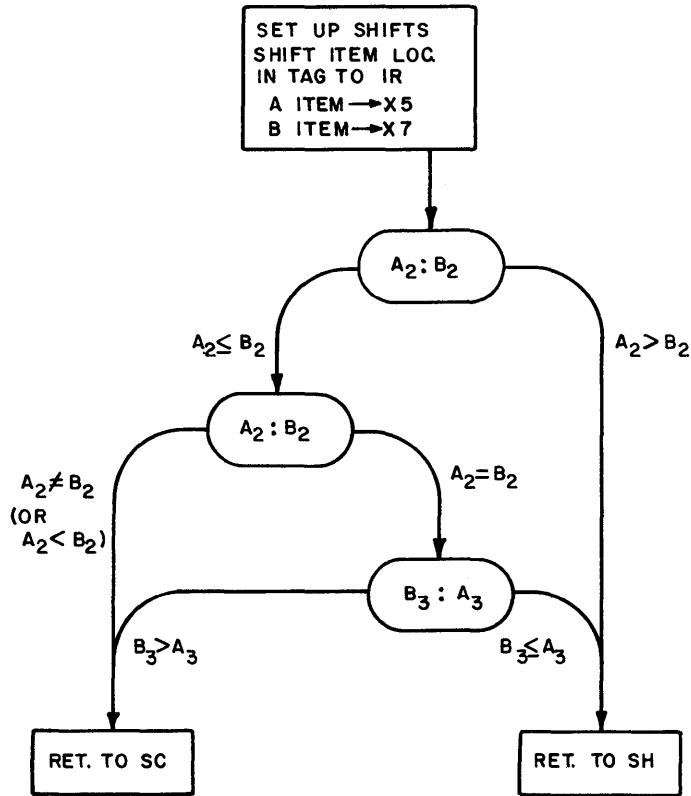 SET UP SHIFTS
SHIFT ITEM LOC.
IN TAG TO IR
A ITEM→X5
B ITEM→X7
A₂:B₂
A₂≤B₂
A₂>B₂
A₂:B₂
A₂≠B₂
(OR
A₂<B₂)
A₂=B₂
B₃:A₃
B₃>A₃
B₃≤A₃
RET. TO SC
RET. TO SH